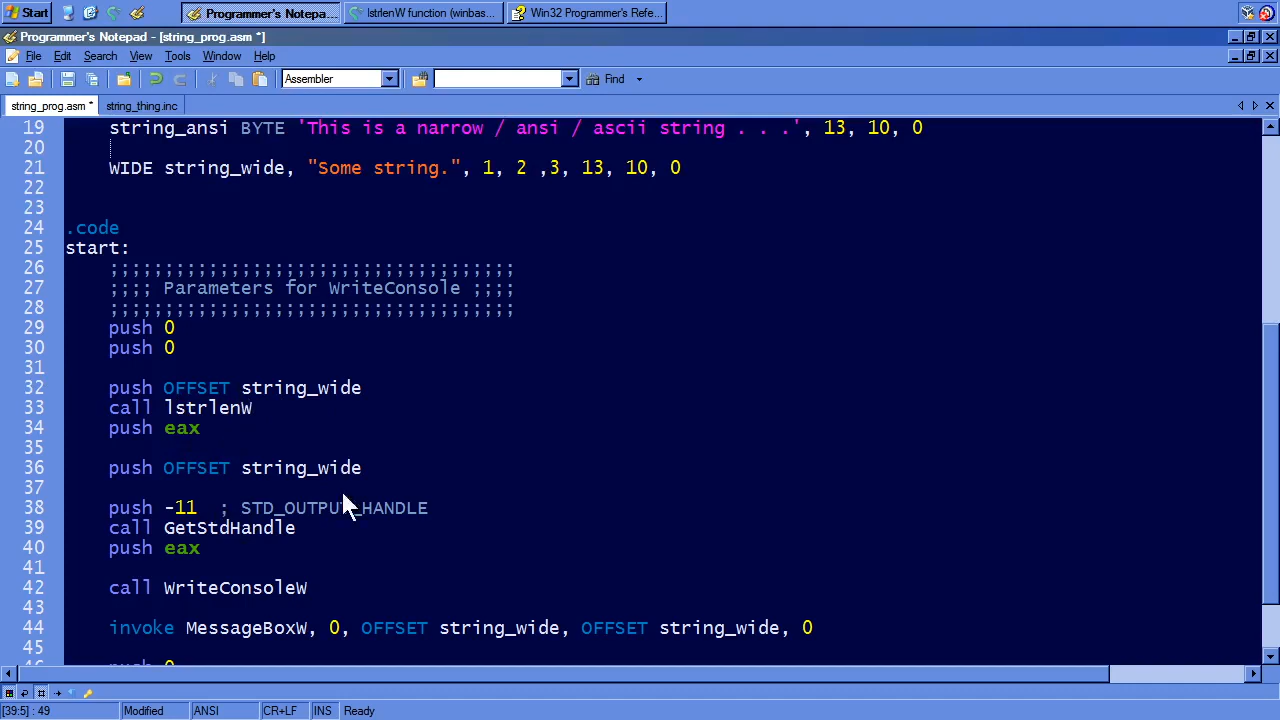 Start
Programmer's Notepa...
lstrlenW function (winbas...
Win32 Programmer's Refe...
Programmer's Notepad - [string_prog.asm *]
File Edit Search View Tools Window Help
Assembler
Find
string_prog.asm *
string_thing.inc
19 string_ansi BYTE 'This is a narrow / ansi / ascii string . . .', 13, 10, 0
20
21 WIDE string_wide, "Some string.", 1, 2 ,3, 13, 10, 0
22
23
24 .code
25 start:
26 ;;;;;;;;;;;;;;;;;;;;;;;;;;;;;;;;;;;;;
27 ;;;; Parameters for WriteConsole ;;;;
28 ;;;;;;;;;;;;;;;;;;;;;;;;;;;;;;;;;;;;;
29 push 0
30 push 0
31
32 push OFFSET string_wide
33 call lstrlenW
34 push eax
35
36 push OFFSET string_wide
37
38 push -11 ; STD_OUTPUT_HANDLE
39 call GetStdHandle
40 push eax
41
42 call WriteConsoleW
43
44 invoke MessageBoxW, 0, OFFSET string_wide, OFFSET string_wide, 0
45
46 push 0
[39:5] : 49 Modified ANSI CR+LF INS Ready